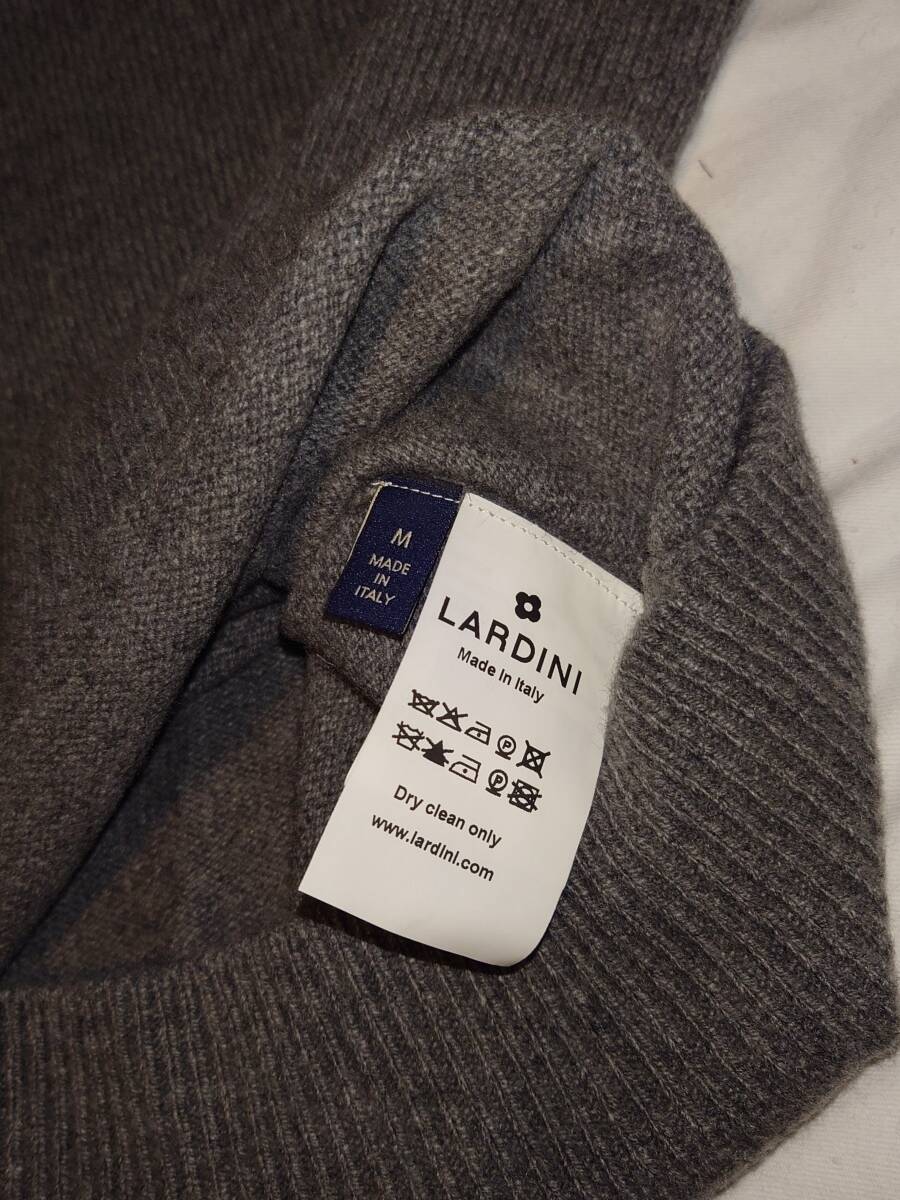 M
MADE
IN
ITALY
LARDINI
Made in Italy
P
P
Dry clean only
www.lardini.com